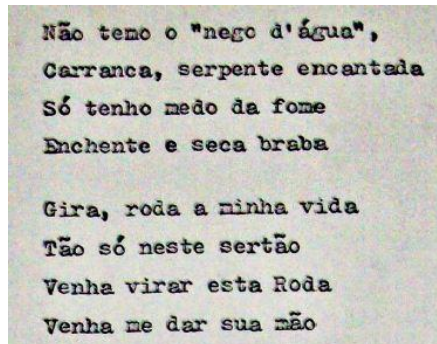 Não temo o "nego d'água",
Carranca, serpente encantada
Só tenho medo da fome
Enchente e seca braba
Gira, roda a minha vida
Tão só neste sertão
Venha virar esta Roda
Venha me dar sua mão